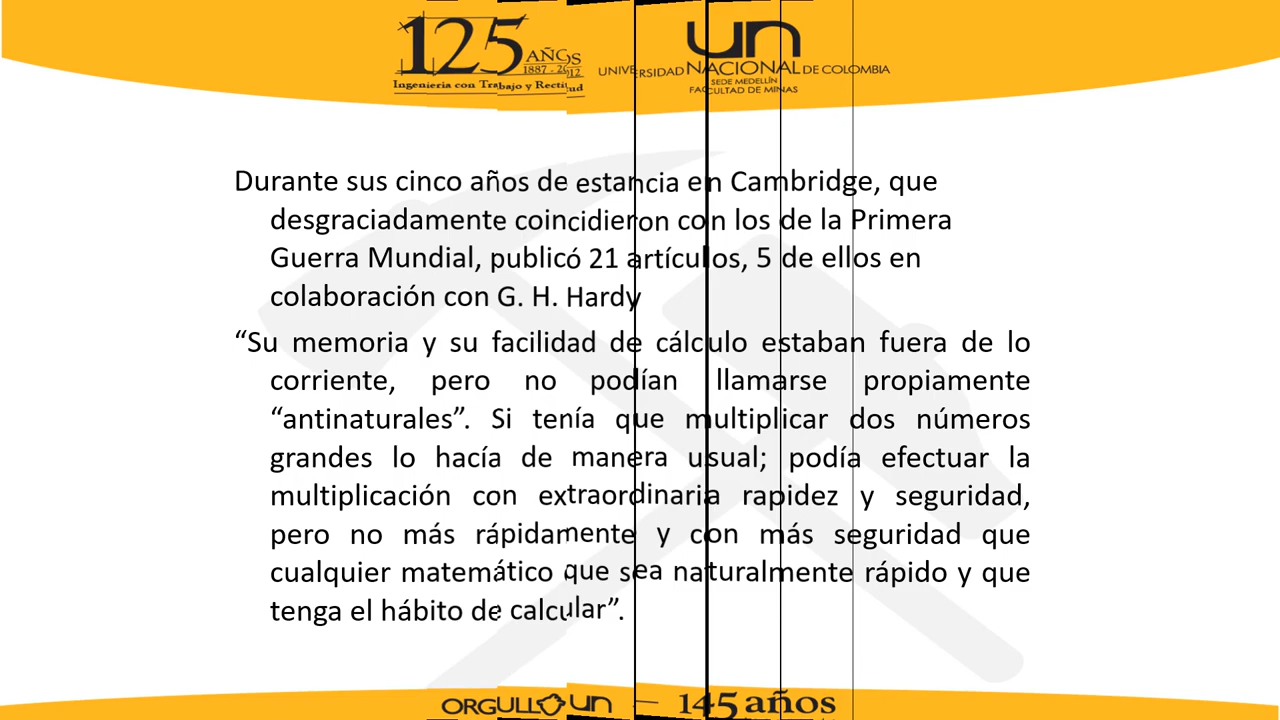 125 AÑOS
1887 - 2012
Ingeniería con Trabajo y Rectitud
un
UNIVERSIDAD NACIONAL DE COLOMBIA
SEDE MEDELLÍN
FACULTAD DE MINAS
Durante sus cinco años de estancia en Cambridge, que
desgraciadamente coincidieron con los de la Primera
Guerra Mundial, publicó 21 artículos, 5 de ellos en
colaboración con G. H. Hardy
“Su memoria y su facilidad de cálculo estaban fuera de lo
corriente, pero no podían llamarse propiamente
“antinaturales”. Si tenía que multiplicar dos números
grandes lo hacía de manera usual; podía efectuar la
multiplicación con extraordinaria rapidez y seguridad,
pero no más rápidamente y con más seguridad que
cualquier matemático que sea naturalmente rápido y que
tenga el hábito de calcular”.
ORGULLO un — 145 años